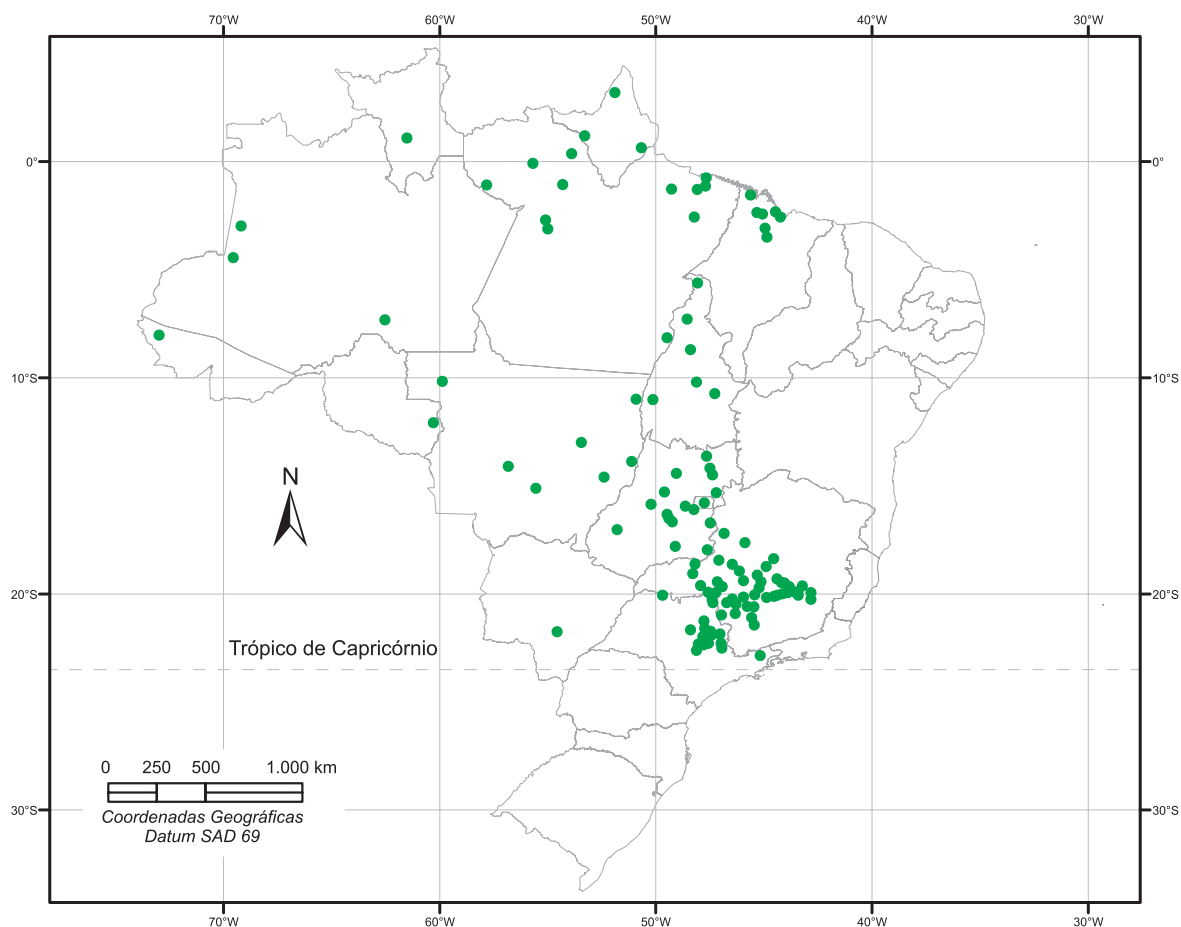 70°W 60°W 50°W 40°W 30°W
0° 0°
10°S 10°S
N
20°S 20°S
Trópico de Capricórnio
0 250 500 1.000 km
Coordenadas Geográficas
Datum SAD 69
30°S 30°S
70°W 60°W 50°W 40°W 30°W